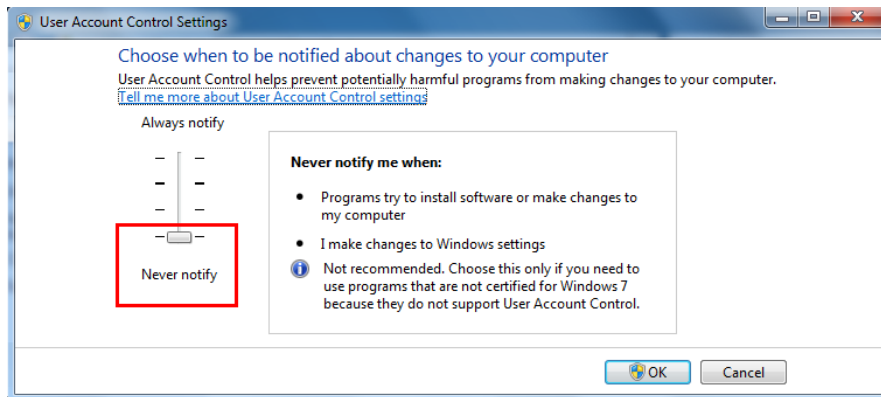 User Account Control Settings
Choose when to be notified about changes to your computer
User Account Control helps prevent potentially harmful programs from making changes to your computer.
Tell me more about User Account Control settings
Always notify
Never notify me when:
Programs try to install software or make changes to
my computer
I make changes to Windows settings
Not recommended. Choose this only if you need to
use programs that are not certified for Windows 7
because they do not support User Account Control.
Never notify
OK
Cancel